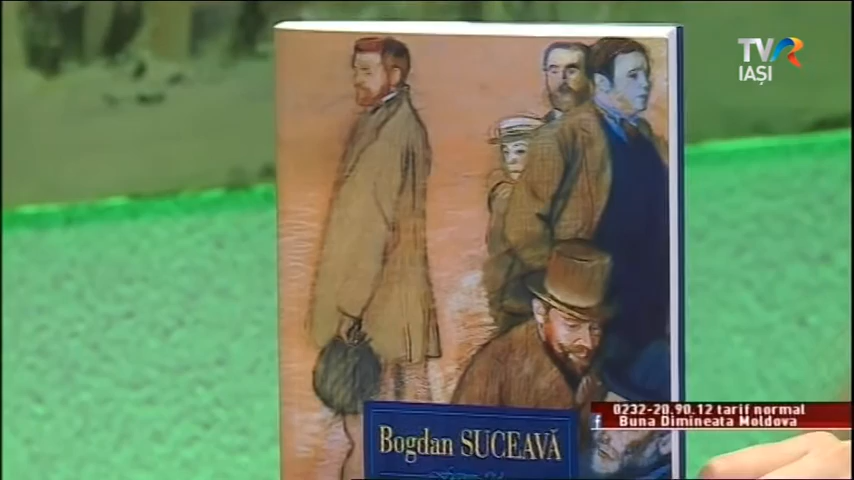 TVR
IAȘI
0232-20.90.12 tarif normal
Buna Dimineata Moldova
Bogdan SUCEAVĂ